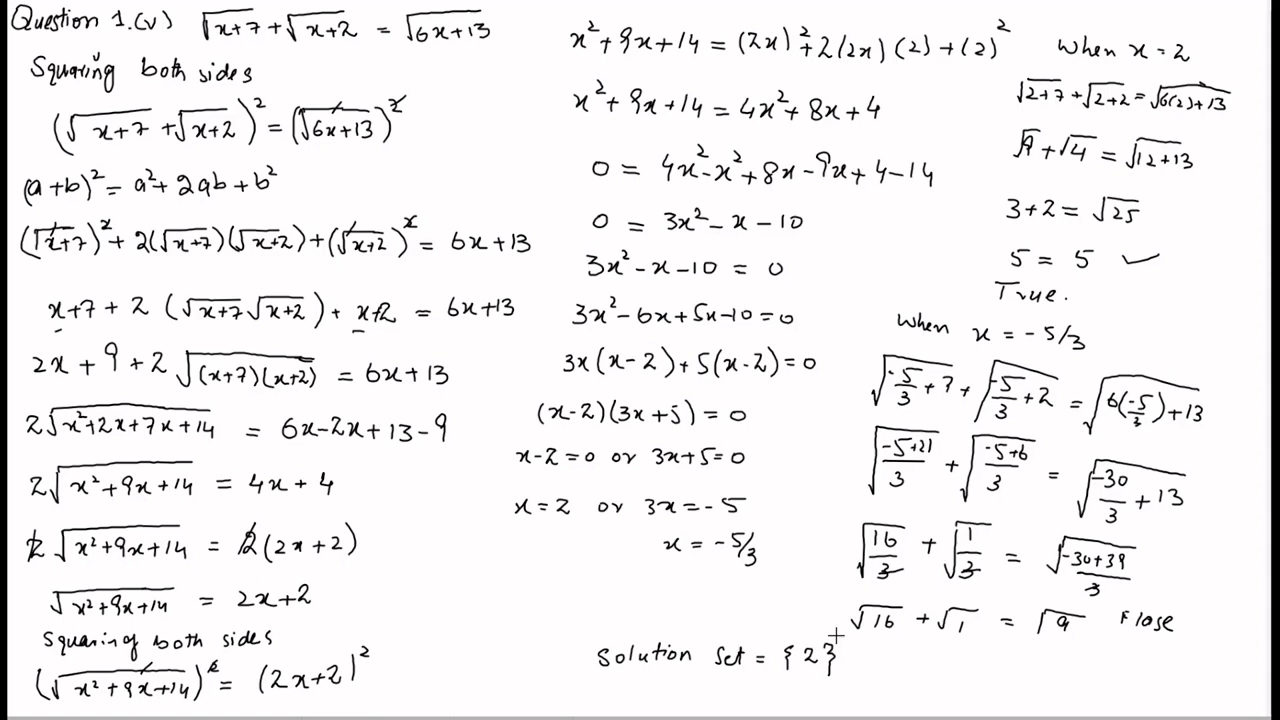 Question 1.(v) √(x+7) + √(x+2) = √(6x+13)
Squaring both sides
(√(x+7) + √(x+2))² = (√(6x+13))²
(a+b)² = a² + 2ab + b²
(√(x+7))² + 2(√(x+7))(√(x+2)) + (√(x+2))² = 6x+13
x+7 + 2(√(x+7) √(x+2)) + x+2 = 6x+13
2x + 9 + 2√((x+7)(x+2)) = 6x+13
2√(x²+2x+7x+14) = 6x-2x+13-9
2√(x²+9x+14) = 4x+4
2√(x²+9x+14) = 2(2x+2)
√(x²+9x+14) = 2x+2
Squaring of both sides
(√(x²+9x+14))² = (2x+2)²
x²+9x+14 = (2x)²+2(2x)(2)+(2)²
x²+9x+14 = 4x²+8x+4
0 = 4x²-x²+8x-9x+4-14
0 = 3x²-x-10
3x²-x-10 = 0
3x²-6x+5x-10=0
3x(x-2)+5(x-2)=0
(x-2)(3x+5)=0
x-2=0 or 3x+5=0
x=2 or 3x=-5
x=-5/3
Solution Set = {2}
When x=2
√(2+7)+√(2+2)=√(6(2)+13)
√9+√4=√(12+13)
3+2=√25
5=5 ✓
True.
When x=-5/3
√(-5/3+7)+√(-5/3+2)=√(6(-5/3)+13)
√((-5+21)/3)+√((-5+6)/3)=√(-30/3+13)
√(16/3)+√(1/3)=√((-30+39)/3)
√16+√1=√9 Flose